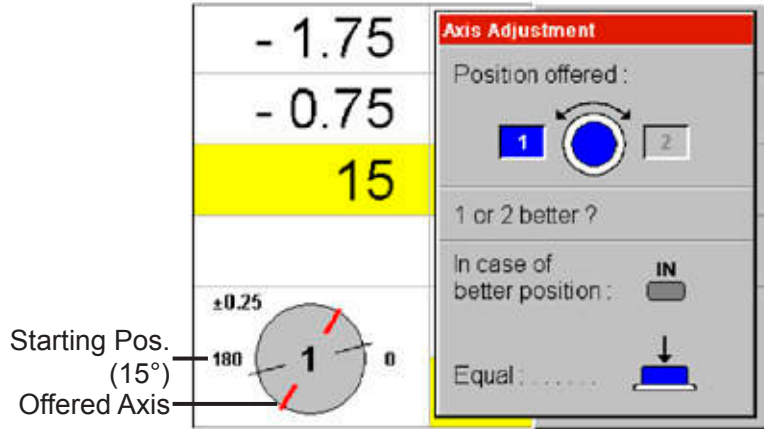 - 1.75
- 0.75
15
±0.25
180
1
0
Starting Pos.
(15°)
Offered Axis
Axis Adjustment
Position offered :
1
2
1 or 2 better ?
In case of
better position :
IN
Equal : . . . . . .